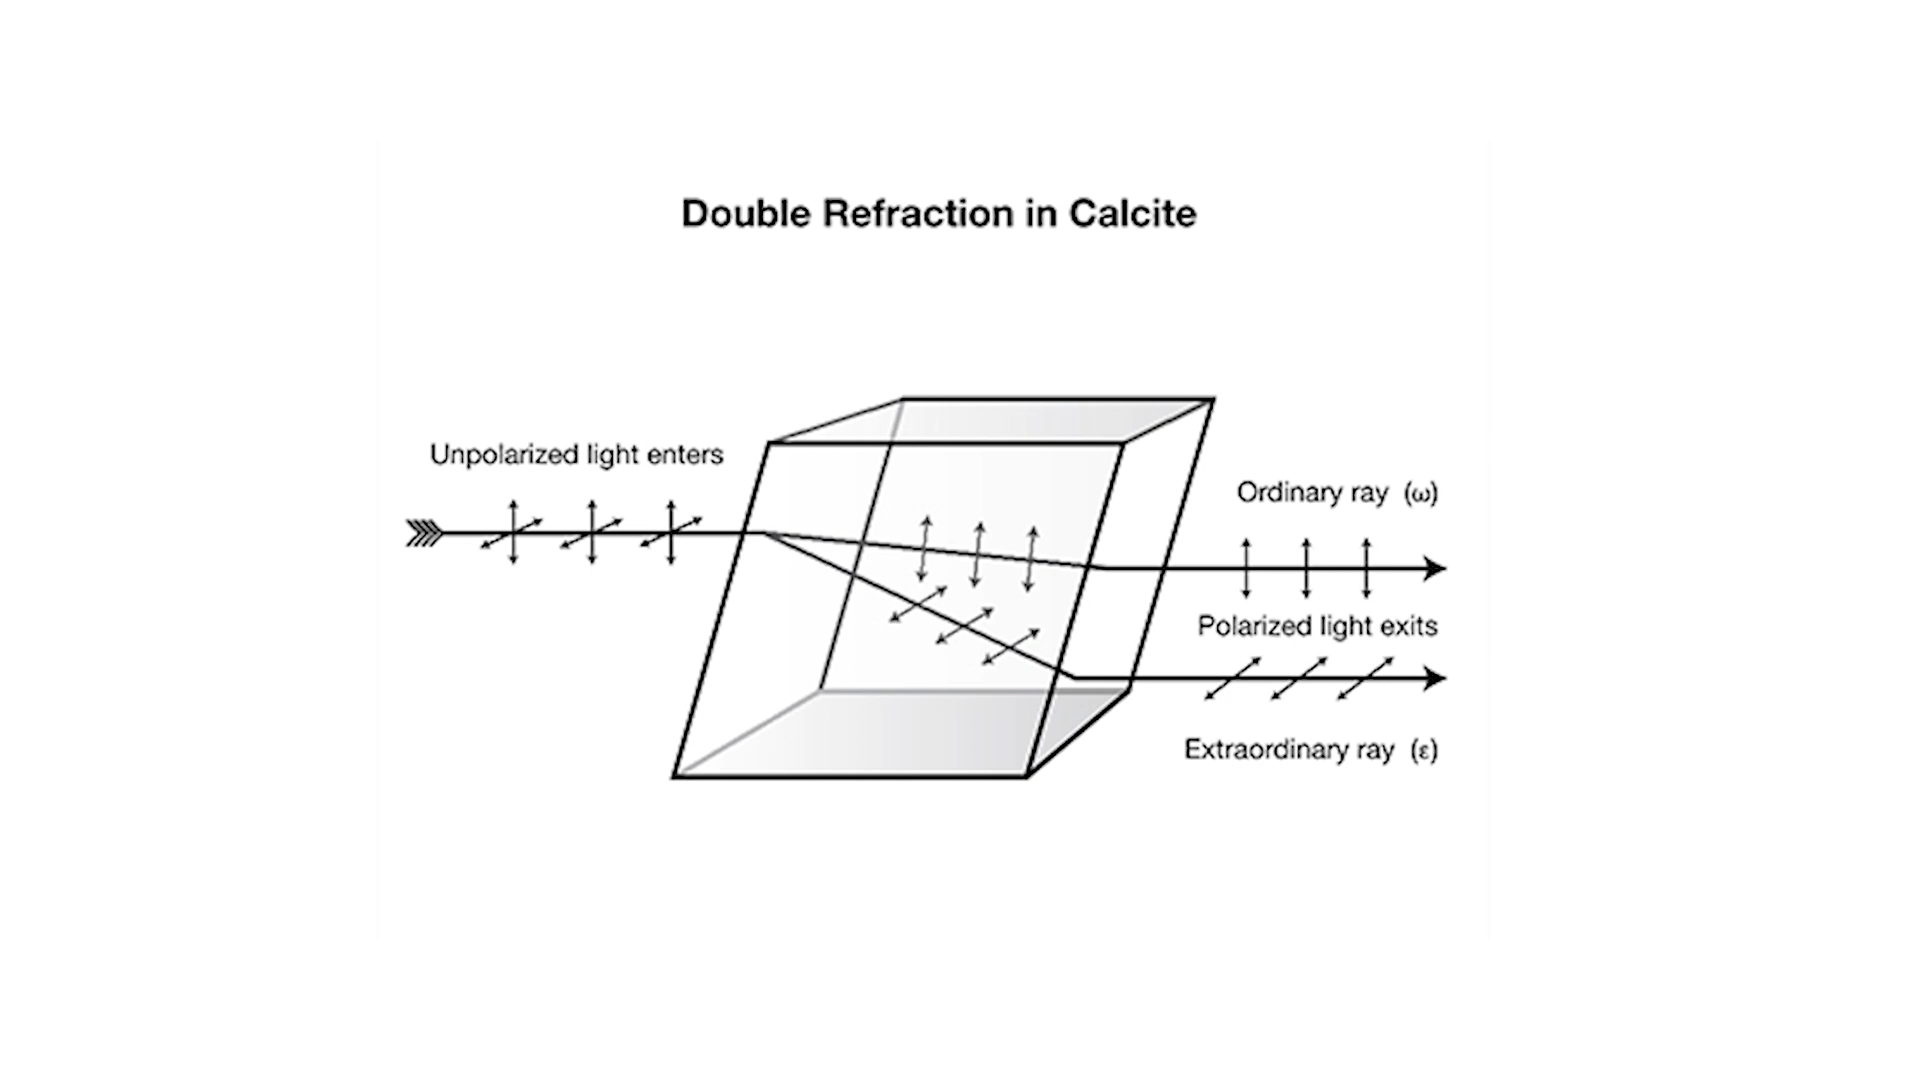 Double Refraction in Calcite
Unpolarized light enters
Ordinary ray (ω)
Polarized light exits
Extraordinary ray (ε)